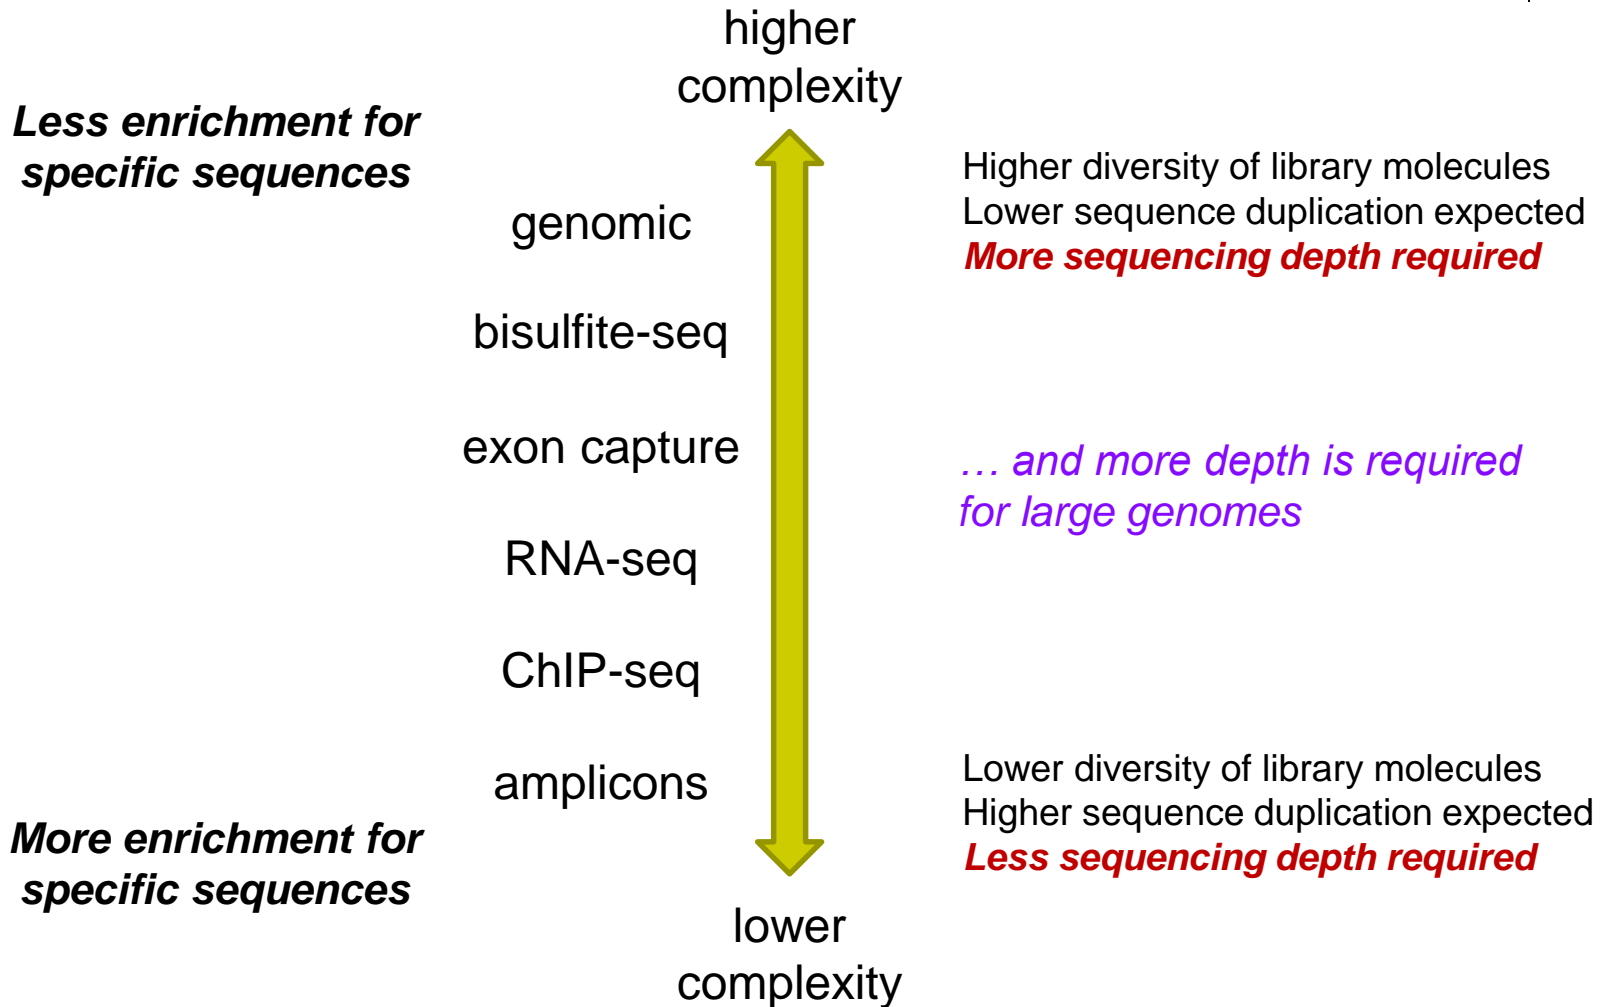 higher
complexity
Less enrichment for
specific sequences
Higher diversity of library molecules
Lower sequence duplication expected
More sequencing depth required
genomic
bisulfite-seq
exon capture
… and more depth is required
for large genomes
RNA-seq
ChIP-seq
amplicons
Lower diversity of library molecules
Higher sequence duplication expected
Less sequencing depth required
More enrichment for
specific sequences
lower
complexity